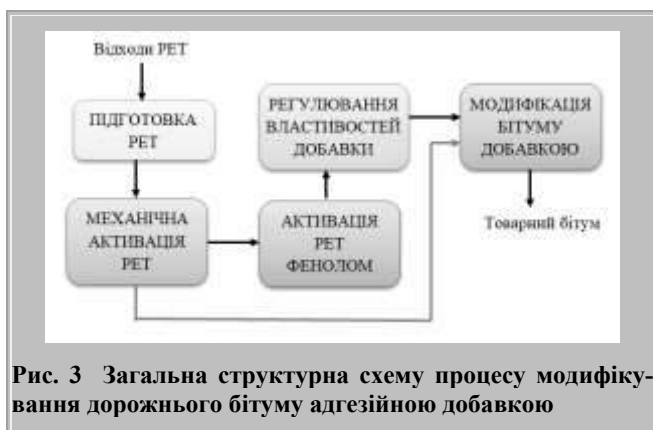 Відходи PET
ПІДГОТОВКА
PET
МЕХАНІЧНА
АКТИВАЦІЯ
PET
АКТИВАЦІЯ
PET
ФЕНОЛОМ
РЕГУЛЮВАННЯ
ВЛАСТИВОСТЕЙ
ДОБАВКИ
МОДИФІКАЦІЯ
БІТУМУ
ДОБАВКОЮ
Товарний бітум
Рис. 3 Загальна структурна схему процесу модифіку-
вання дорожнього бітуму адгезійною добавкою